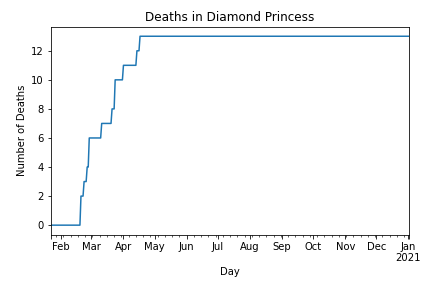 Deaths in Diamond Princess
Number of Deaths
12
10
8
6
4
2
0
Feb Mar Apr May Jun Jul Aug Sep Oct Nov Dec Jan
2021
Day